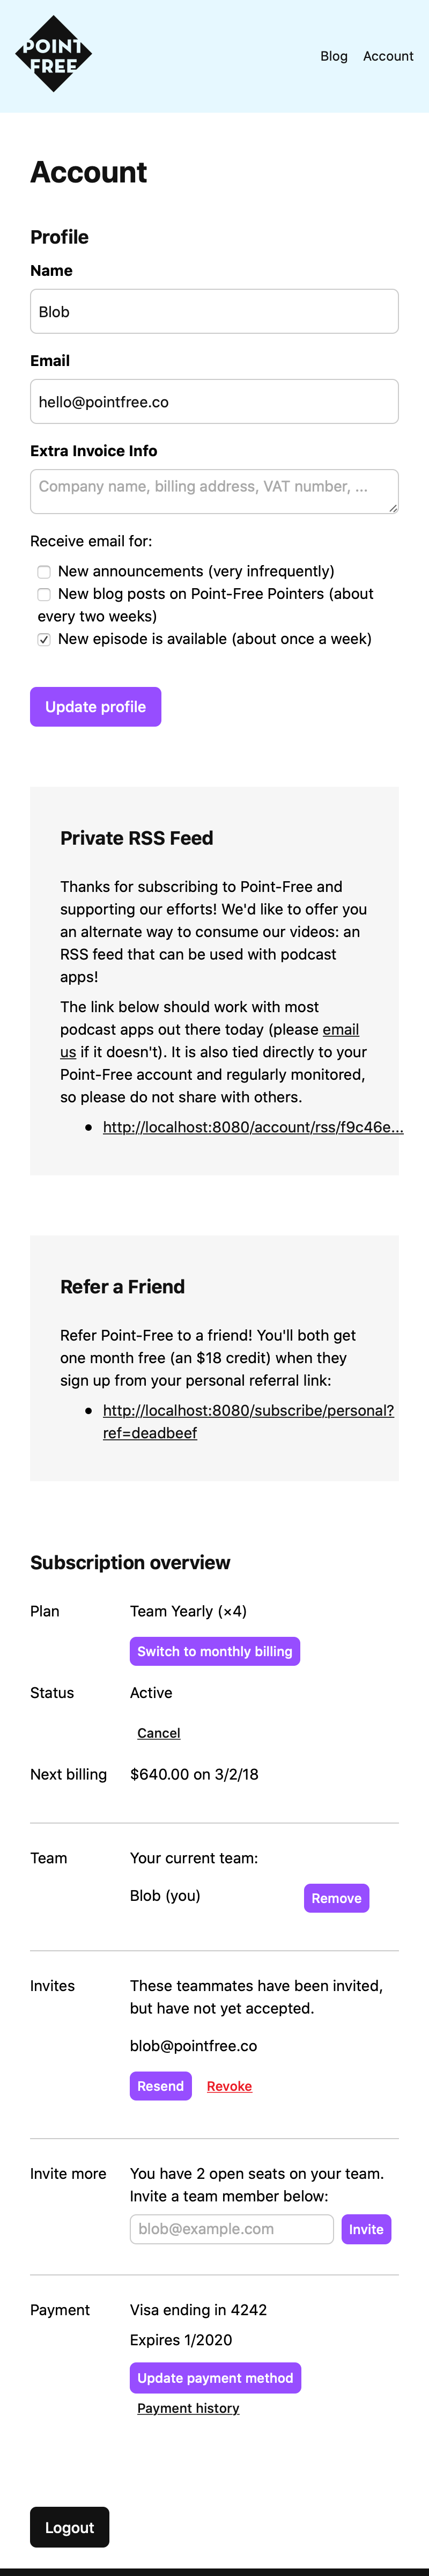 POINT
FREE
Blog Account
Account
Profile
Name
Blob
Email
hello@pointfree.co
Extra Invoice Info
Company name, billing address, VAT number, ...
Receive email for:
New announcements (very infrequently)
New blog posts on Point-Free Pointers (about
every two weeks)
New episode is available (about once a week)
Update profile
Private RSS Feed
Thanks for subscribing to Point-Free and
supporting our efforts! We'd like to offer you
an alternate way to consume our videos: an
RSS feed that can be used with podcast
apps!
The link below should work with most
podcast apps out there today (please email
us if it doesn't). It is also tied directly to your
Point-Free account and regularly monitored,
so please do not share with others.
http://localhost:8080/account/rss/f9c46e...
Refer a Friend
Refer Point-Free to a friend! You'll both get
one month free (an $18 credit) when they
sign up from your personal referral link:
http://localhost:8080/subscribe/personal?
ref=deadbeef
Subscription overview
Plan Team Yearly (×4)
Switch to monthly billing
Status Active
Cancel
Next billing $640.00 on 3/2/18
Team Your current team:
Blob (you) Remove
Invites These teammates have been invited,
but have not yet accepted.
blob@pointfree.co
Resend Revoke
Invite more You have 2 open seats on your team.
Invite a team member below:
blob@example.com Invite
Payment Visa ending in 4242
Expires 1/2020
Update payment method
Payment history
Logout